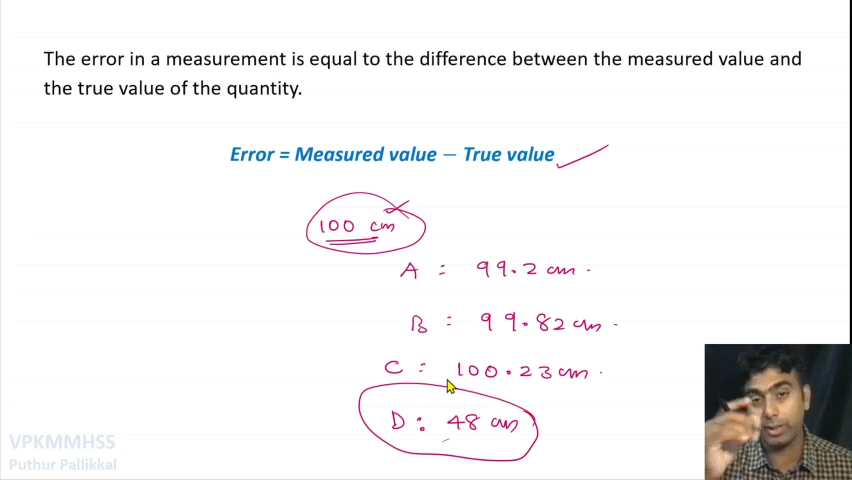 The error in a measurement is equal to the difference between the measured value and
the true value of the quantity.
Error = Measured value – True value
100 cm
A : 99.2 cm.
B : 99.82 cm.
C : 100.23 cm.
D : 48 cm
VPKMMHSS
Puthur Pallikkal